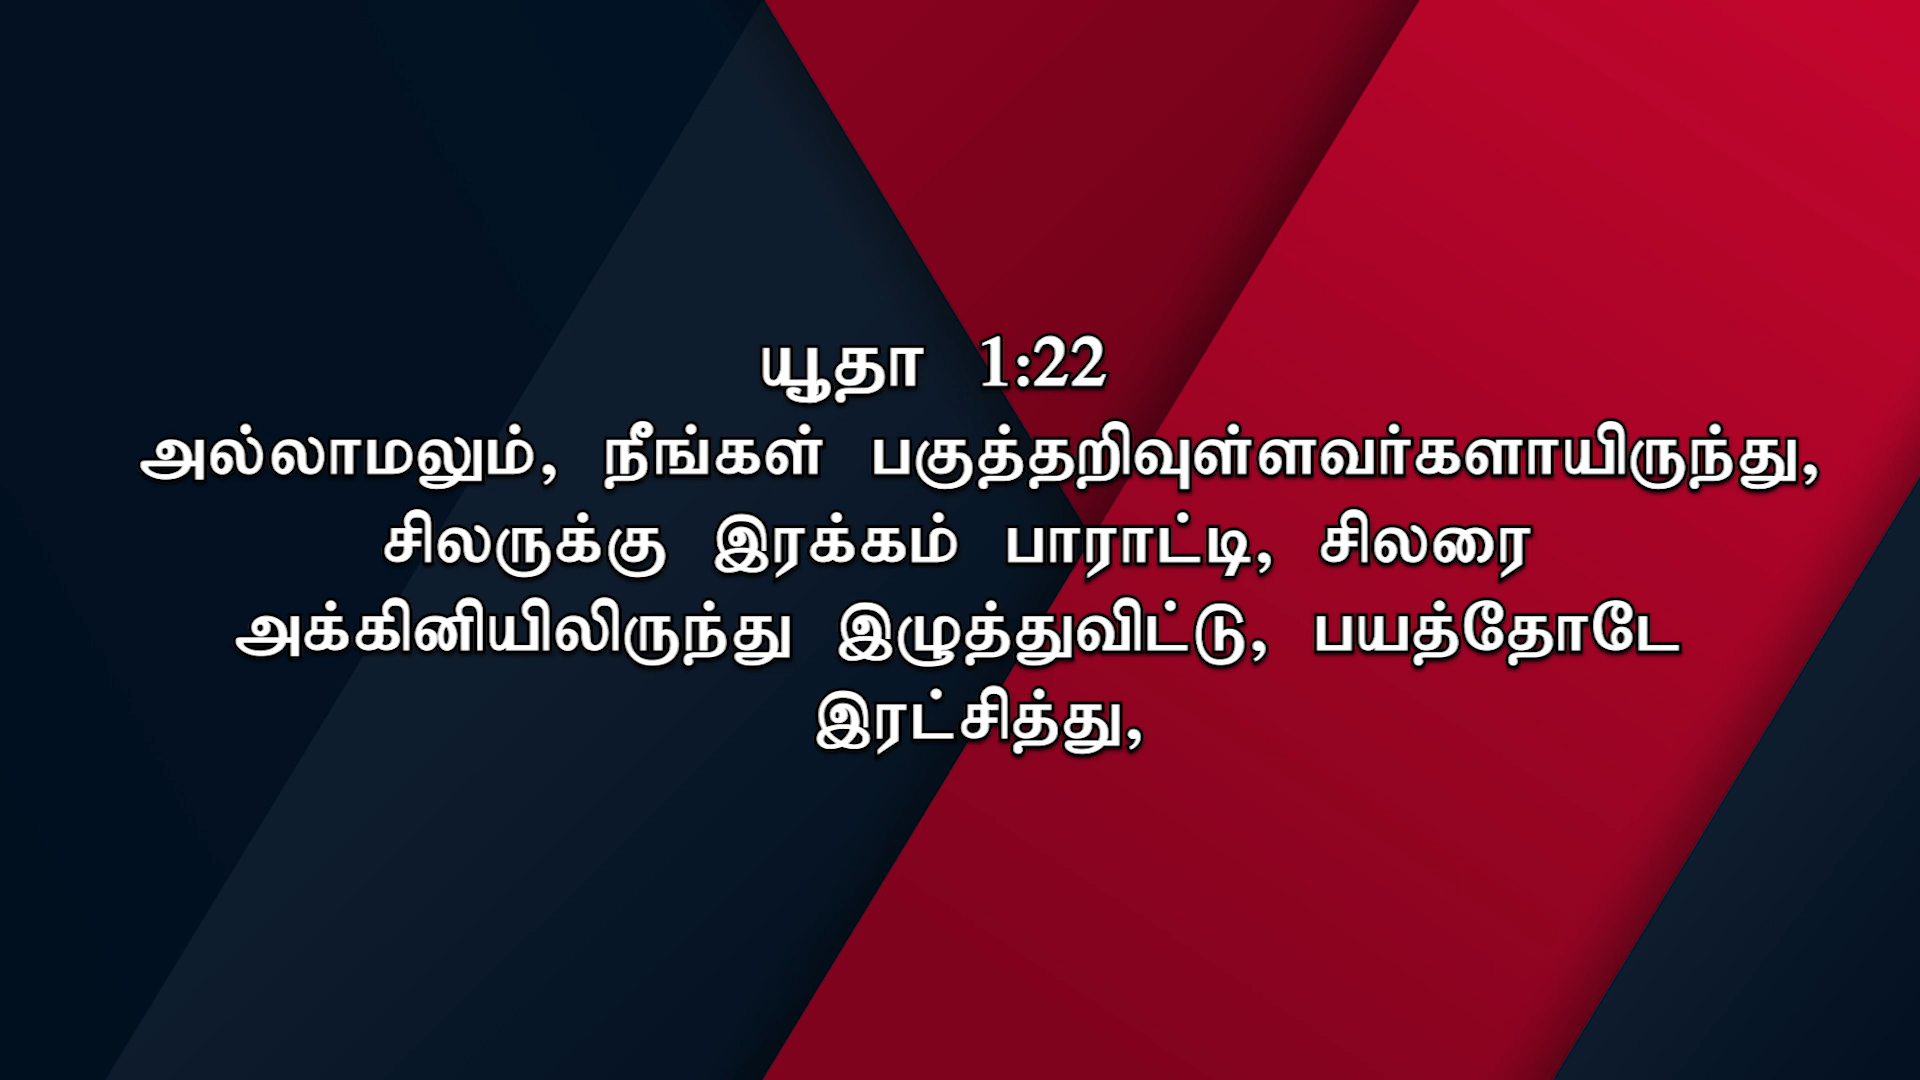 யூதா 1:22
அல்லாமலும், நீங்கள் பகுத்தறிவுள்ளவர்களாயிருந்து,
சிலருக்கு இரக்கம் பாராட்டி, சிலரை
அக்கினியிலிருந்து இழுத்துவிட்டு, பயத்தோடே
இரட்சித்து,